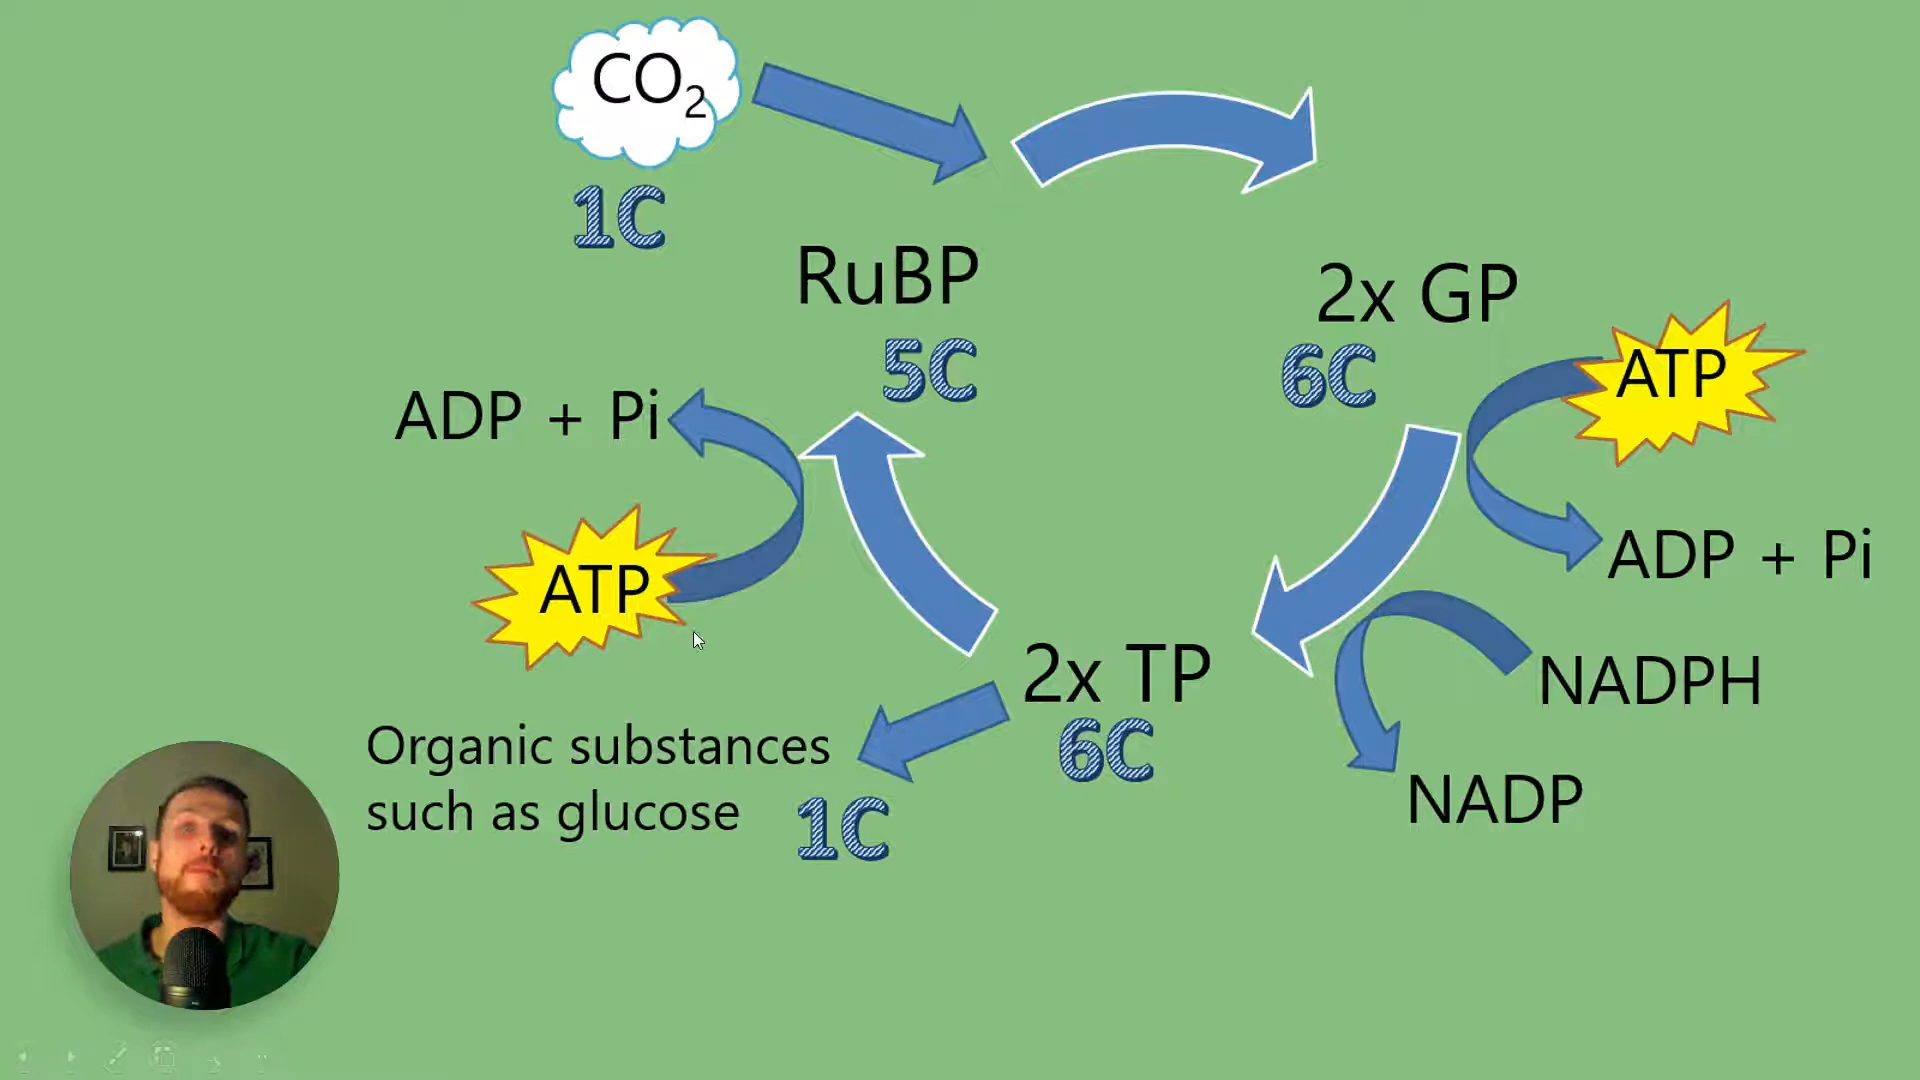 CO₂
1C
RuBP
5C
2x GP
6C
ATP
ADP + Pi
NADPH
NADP
2x TP
6C
ATP
ADP + Pi
Organic substances
such as glucose
1C